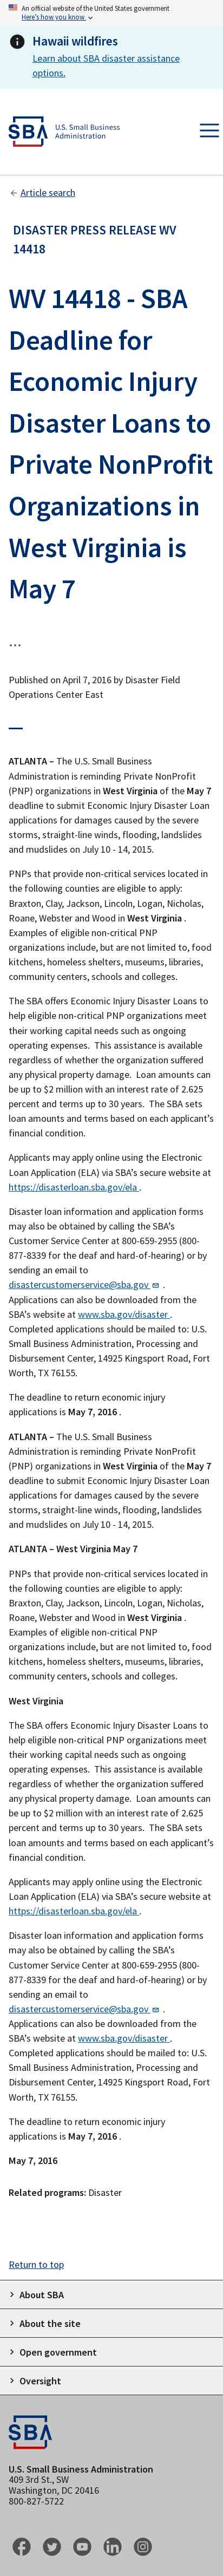 An official website of the United States government
Here's how you know
Hawaii wildfires
Learn about SBA disaster assistance
options.
SBA
U.S. Small Business
Administration
Article search
DISASTER PRESS RELEASE WV
14418
WV 14418 - SBA
Deadline for
Economic Injury
Disaster Loans to
Private NonProfit
Organizations in
West Virginia is
May 7
...
Published on April 7, 2016 by Disaster Field
Operations Center East
ATLANTA – The U.S. Small Business
Administration is reminding Private NonProfit
(PNP) organizations in West Virginia of the May 7
deadline to submit Economic Injury Disaster Loan
applications for damages caused by the severe
storms, straight-line winds, flooding, landslides
and mudslides on July 10 - 14, 2015.
PNPs that provide non-critical services located in
the following counties are eligible to apply:
Braxton, Clay, Jackson, Lincoln, Logan, Nicholas,
Roane, Webster and Wood in West Virginia .
Examples of eligible non-critical PNP
organizations include, but are not limited to, food
kitchens, homeless shelters, museums, libraries,
community centers, schools and colleges.
The SBA offers Economic Injury Disaster Loans to
help eligible non-critical PNP organizations meet
their working capital needs such as ongoing
operating expenses. This assistance is available
regardless of whether the organization suffered
any physical property damage. Loan amounts can
be up to $2 million with an interest rate of 2.625
percent and terms up to 30 years. The SBA sets
loan amounts and terms based on each applicant's
financial condition.
Applicants may apply online using the Electronic
Loan Application (ELA) via SBA's secure website at
https://disasterloan.sba.gov/ela .
Disaster loan information and application forms
may also be obtained by calling the SBA's
Customer Service Center at 800-659-2955 (800-
877-8339 for the deaf and hard-of-hearing) or by
sending an email to
disastercustomerservice@sba.gov .
Applications can also be downloaded from the
SBA's website at www.sba.gov/disaster .
Completed applications should be mailed to: U.S.
Small Business Administration, Processing and
Disbursement Center, 14925 Kingsport Road, Fort
Worth, TX 76155.
The deadline to return economic injury
applications is May 7, 2016 .
ATLANTA – The U.S. Small Business
Administration is reminding Private NonProfit
(PNP) organizations in West Virginia of the May 7
deadline to submit Economic Injury Disaster Loan
applications for damages caused by the severe
storms, straight-line winds, flooding, landslides
and mudslides on July 10 - 14, 2015.
ATLANTA – West Virginia May 7
PNPs that provide non-critical services located in
the following counties are eligible to apply:
Braxton, Clay, Jackson, Lincoln, Logan, Nicholas,
Roane, Webster and Wood in West Virginia .
Examples of eligible non-critical PNP
organizations include, but are not limited to, food
kitchens, homeless shelters, museums, libraries,
community centers, schools and colleges.
West Virginia
The SBA offers Economic Injury Disaster Loans to
help eligible non-critical PNP organizations meet
their working capital needs such as ongoing
operating expenses. This assistance is available
regardless of whether the organization suffered
any physical property damage. Loan amounts can
be up to $2 million with an interest rate of 2.625
percent and terms up to 30 years. The SBA sets
loan amounts and terms based on each applicant's
financial condition.
Applicants may apply online using the Electronic
Loan Application (ELA) via SBA's secure website at
https://disasterloan.sba.gov/ela .
Disaster loan information and application forms
may also be obtained by calling the SBA's
Customer Service Center at 800-659-2955 (800-
877-8339 for the deaf and hard-of-hearing) or by
sending an email to
disastercustomerservice@sba.gov .
Applications can also be downloaded from the
SBA's website at www.sba.gov/disaster .
Completed applications should be mailed to: U.S.
Small Business Administration, Processing and
Disbursement Center, 14925 Kingsport Road, Fort
Worth, TX 76155.
The deadline to return economic injury
applications is May 7, 2016 .
May 7, 2016
Related programs: Disaster
Return to top
About SBA
About the site
Open government
Oversight
SBA
U.S. Small Business Administration
409 3rd St., SW
Washington, DC 20416
800-827-5722